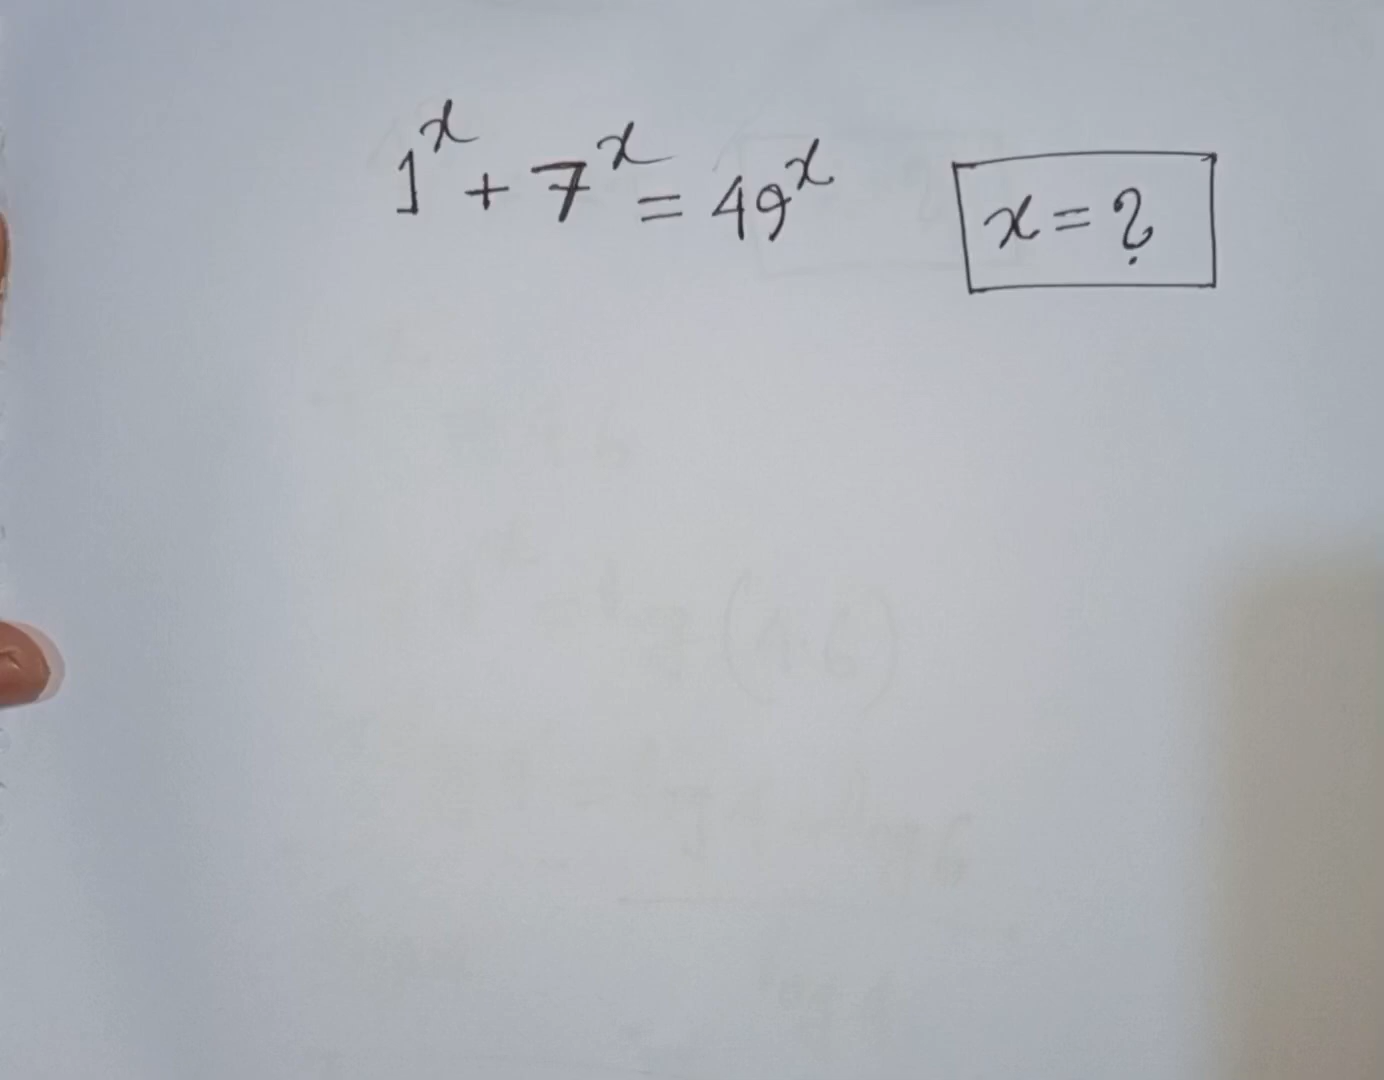 1^x + 7^x = 49^x
x = ?